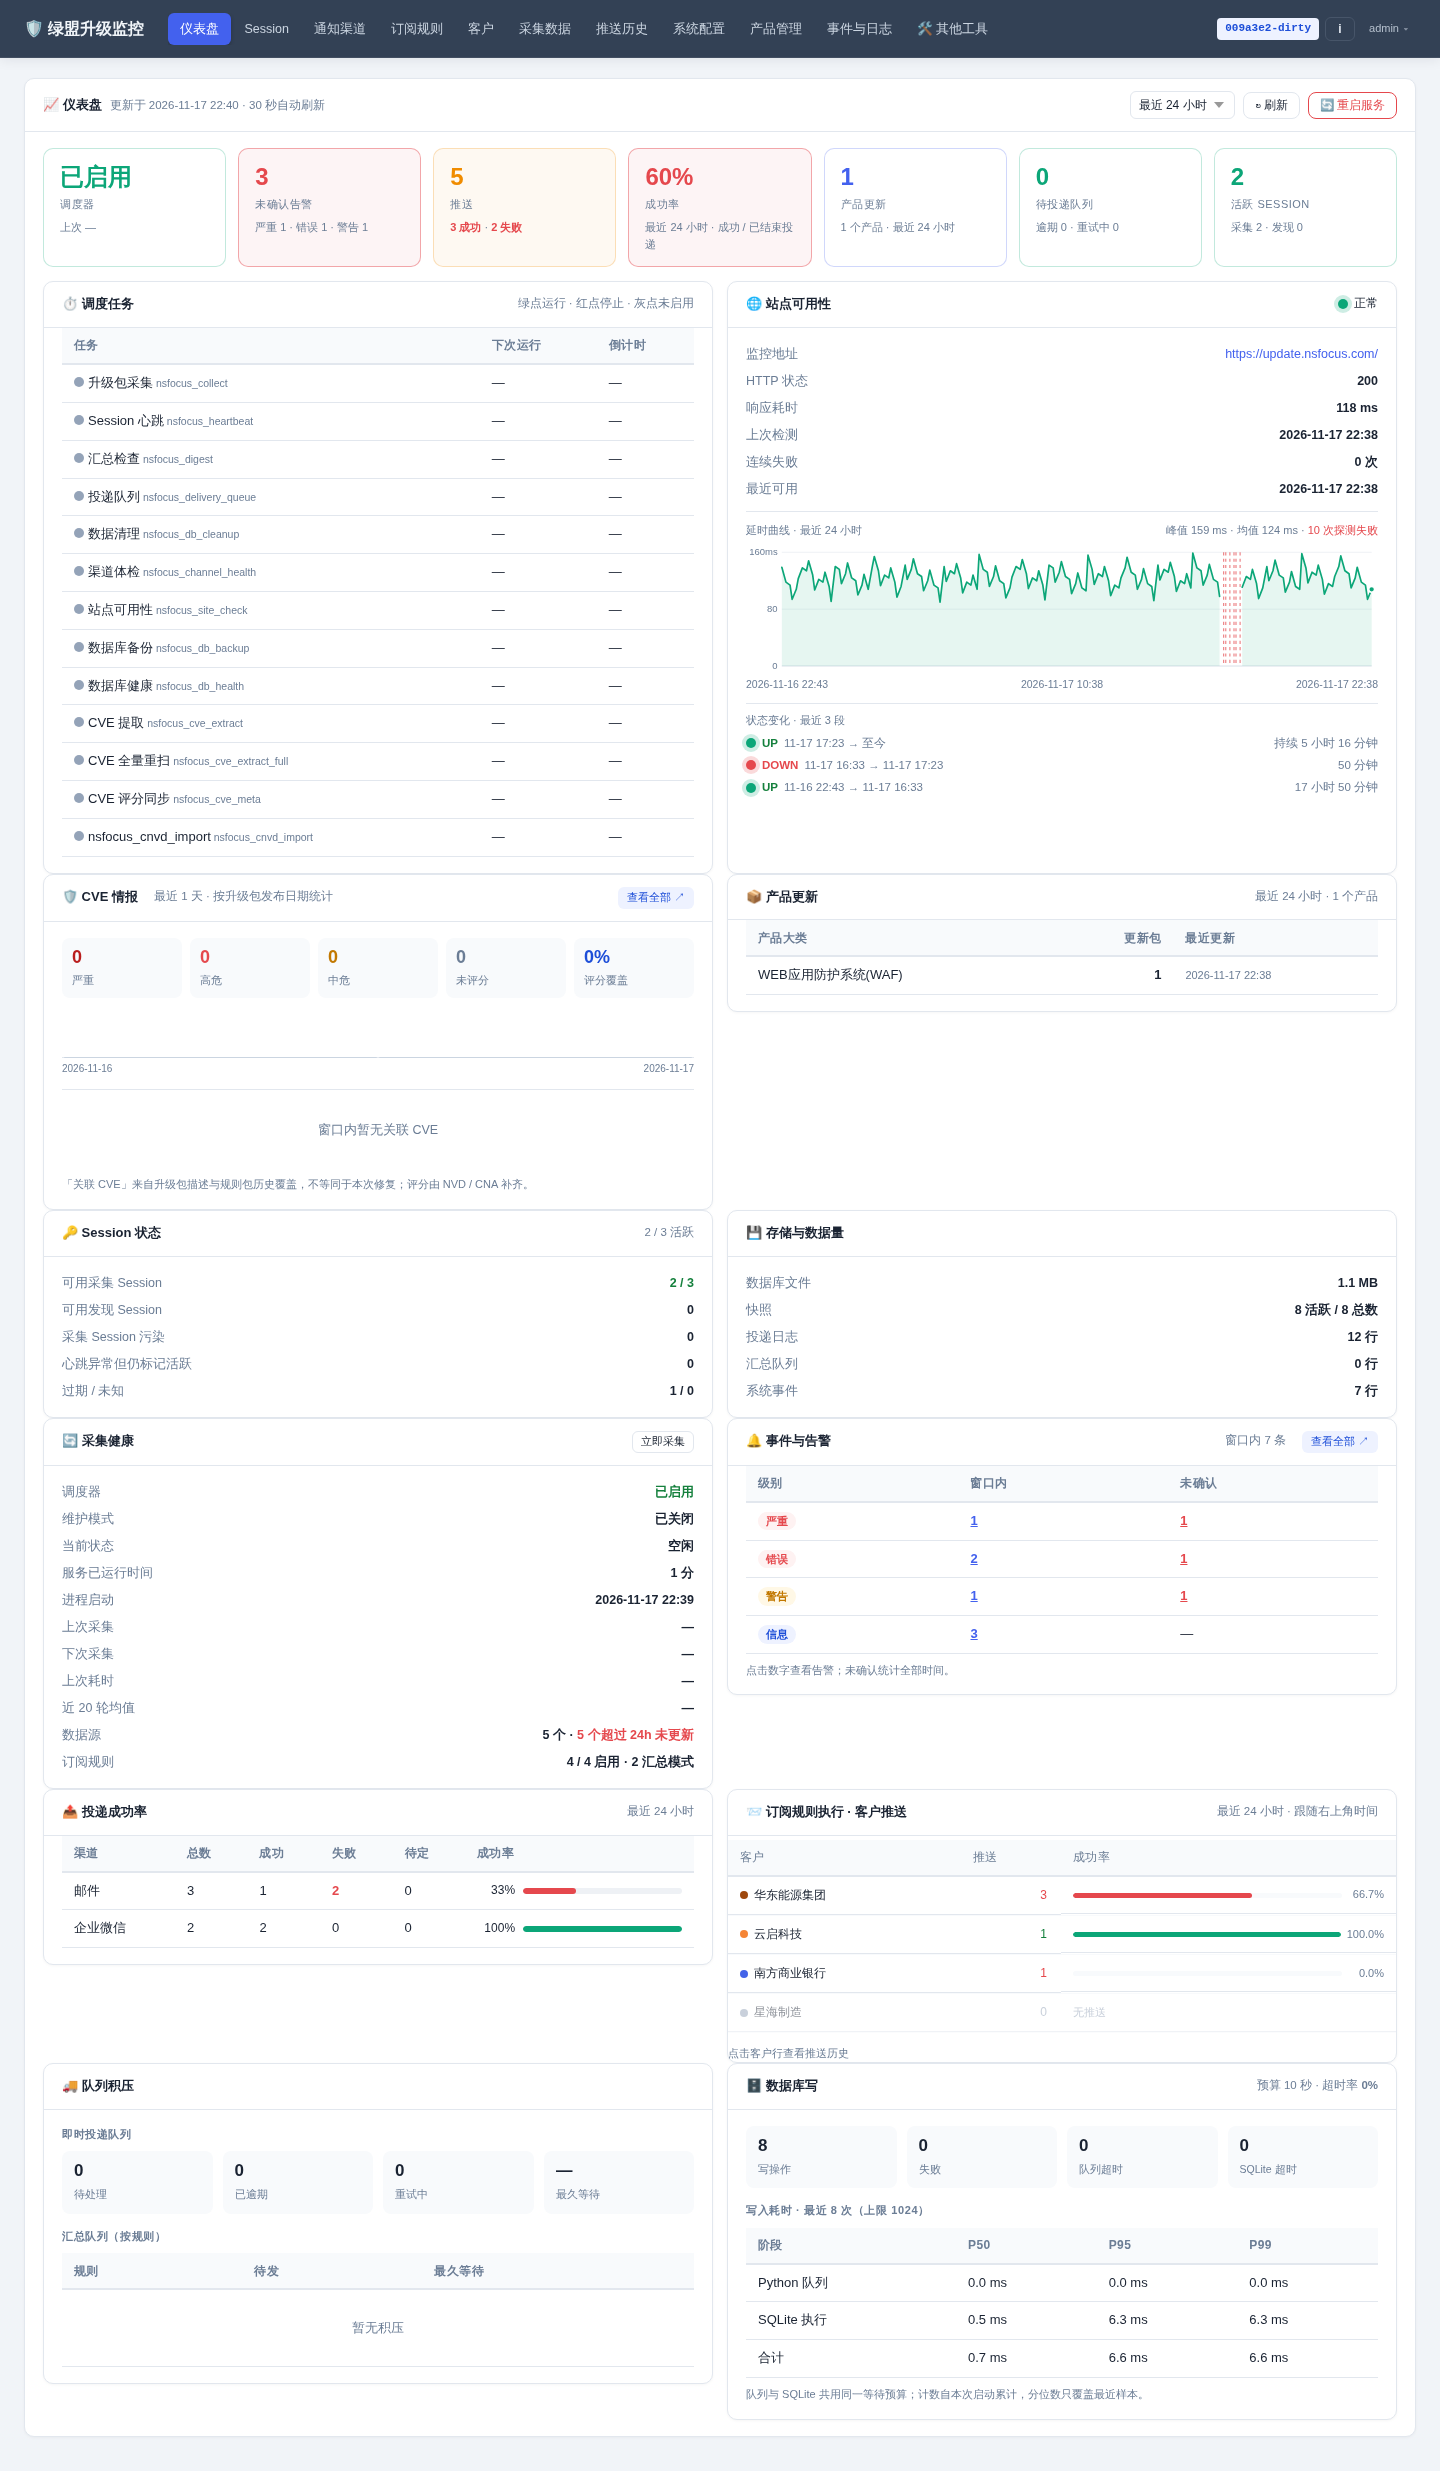 🛡️ 绿盟升级监控 仪表盘 Session 通知渠道 订阅规则 客户 采集数据 推送历史 系统配置 产品管理 事件与日志 🛠️ 其他工具 009a3e2-dirty i admin
📈 仪表盘 更新于 2026-11-17 22:40 · 30 秒自动刷新 最近 24 小时 ↻ 刷新 🔄 重启服务
已启用
调度器
上次 —
3
未确认告警
严重 1 · 错误 1 · 警告 1
5
推送
3 成功 · 2 失败
60%
成功率
最近 24 小时 · 成功 / 已结束投
递
1
产品更新
1 个产品 · 最近 24 小时
0
待投递队列
逾期 0 · 重试中 0
2
活跃 SESSION
采集 2 · 发现 0
⏱️ 调度任务 绿点运行 · 红点停止 · 灰点未启用
任务 下次运行 倒计时
升级包采集 nsfocus_collect — —
Session 心跳 nsfocus_heartbeat — —
汇总检查 nsfocus_digest — —
投递队列 nsfocus_delivery_queue — —
数据清理 nsfocus_db_cleanup — —
渠道体检 nsfocus_channel_health — —
站点可用性 nsfocus_site_check — —
数据库备份 nsfocus_db_backup — —
数据库健康 nsfocus_db_health — —
CVE 提取 nsfocus_cve_extract — —
CVE 全量重扫 nsfocus_cve_extract_full — —
CVE 评分同步 nsfocus_cve_meta — —
nsfocus_cnvd_import nsfocus_cnvd_import — —
🌐 站点可用性 正常
监控地址 https://update.nsfocus.com/
HTTP 状态 200
响应耗时 118 ms
上次检测 2026-11-17 22:38
连续失败 0 次
最近可用 2026-11-17 22:38
延时曲线 · 最近 24 小时 峰值 159 ms · 均值 124 ms · 10 次探测失败
160ms
80
0
2026-11-16 22:43 2026-11-17 10:38 2026-11-17 22:38
状态变化 · 最近 3 段
UP 11-17 17:23 → 至今 持续 5 小时 16 分钟
DOWN 11-17 16:33 → 11-17 17:23 50 分钟
UP 11-16 22:43 → 11-17 16:33 17 小时 50 分钟
🛡️ CVE 情报 最近 1 天 · 按升级包发布日期统计 查看全部 ↗
0
严重
0
高危
0
中危
0
未评分
0%
评分覆盖
2026-11-16 2026-11-17
窗口内暂无关联 CVE
「关联 CVE」来自升级包描述与规则包历史覆盖，不等同于本次修复；评分由 NVD / CNA 补齐。
📦 产品更新 最近 24 小时 · 1 个产品
产品大类 更新包 最近更新
WEB应用防护系统(WAF) 1 2026-11-17 22:38
🔑 Session 状态 2 / 3 活跃
可用采集 Session 2 / 3
可用发现 Session 0
采集 Session 污染 0
心跳异常但仍标记活跃 0
过期 / 未知 1 / 0
💾 存储与数据量
数据库文件 1.1 MB
快照 8 活跃 / 8 总数
投递日志 12 行
汇总队列 0 行
系统事件 7 行
🔄 采集健康 立即采集
调度器 已启用
维护模式 已关闭
当前状态 空闲
服务已运行时间 1 分
进程启动 2026-11-17 22:39
上次采集 —
下次采集 —
上次耗时 —
近 20 轮均值 —
数据源 5 个 · 5 个超过 24h 未更新
订阅规则 4 / 4 启用 · 2 汇总模式
🔔 事件与告警 窗口内 7 条 查看全部 ↗
级别 窗口内 未确认
严重 1 1
错误 2 1
警告 1 1
信息 3 —
点击数字查看告警；未确认统计全部时间。
📤 投递成功率 最近 24 小时
渠道 总数 成功 失败 待定 成功率
邮件 3 1 2 0 33%
企业微信 2 2 0 0 100%
📨 订阅规则执行 · 客户推送 最近 24 小时 · 跟随右上角时间
客户 推送 成功率
华东能源集团 3 66.7%
云启科技 1 100.0%
南方商业银行 1 0.0%
星海制造 0 无推送
点击客户行查看推送历史
🚚 队列积压
即时投递队列
0
待处理
0
已逾期
0
重试中
—
最久等待
汇总队列（按规则）
规则 待发 最久等待
暂无积压
🗄️ 数据库写 预算 10 秒 · 超时率 0%
8
写操作
0
失败
0
队列超时
0
SQLite 超时
写入耗时 · 最近 8 次（上限 1024）
阶段 P50 P95 P99
Python 队列 0.0 ms 0.0 ms 0.0 ms
SQLite 执行 0.5 ms 6.3 ms 6.3 ms
合计 0.7 ms 6.6 ms 6.6 ms
队列与 SQLite 共用同一等待预算；计数自本次启动累计，分位数只覆盖最近样本。